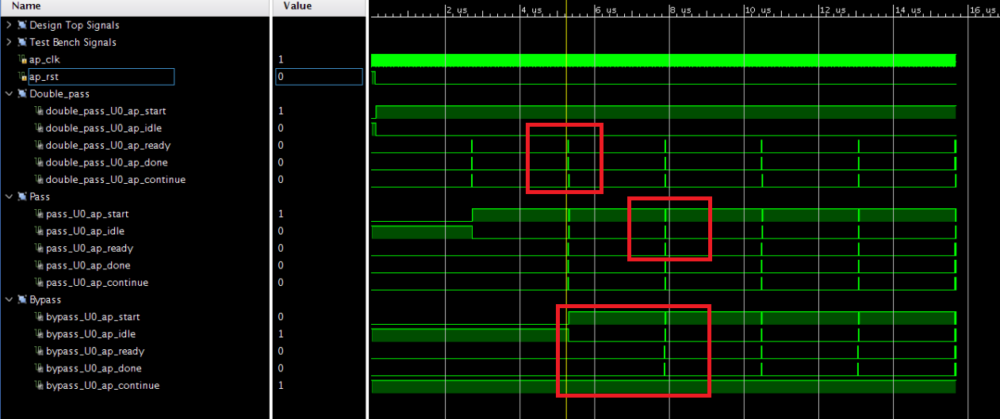 Name Value 2 us 4 us 6 us 8 us 10 us 12 us 14 us 16 us
Design Top Signals
Test Bench Signals
ap_clk 1
ap_rst 0
Double_pass
double_pass_U0_ap_start 1
double_pass_U0_ap_idle 0
double_pass_U0_ap_ready 0
double_pass_U0_ap_done 0
double_pass_U0_ap_continue 0
Pass
pass_U0_ap_start 1
pass_U0_ap_idle 0
pass_U0_ap_ready 0
pass_U0_ap_done 0
pass_U0_ap_continue 0
Bypass
bypass_U0_ap_start 0
bypass_U0_ap_idle 1
bypass_U0_ap_ready 0
bypass_U0_ap_done 0
bypass_U0_ap_continue 1